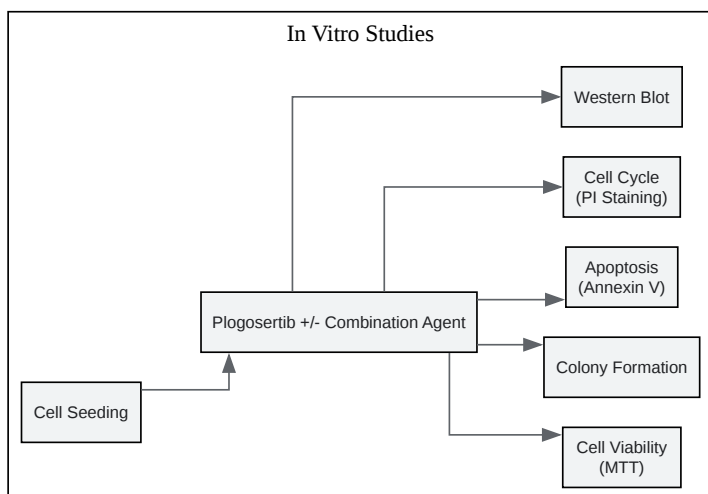 In Vitro Studies
Western Blot
Cell Cycle
(PI Staining)
Apoptosis
(Annexin V)
Plogosertib +/- Combination Agent
Colony Formation
Cell Seeding
Cell Viability
(MTT)